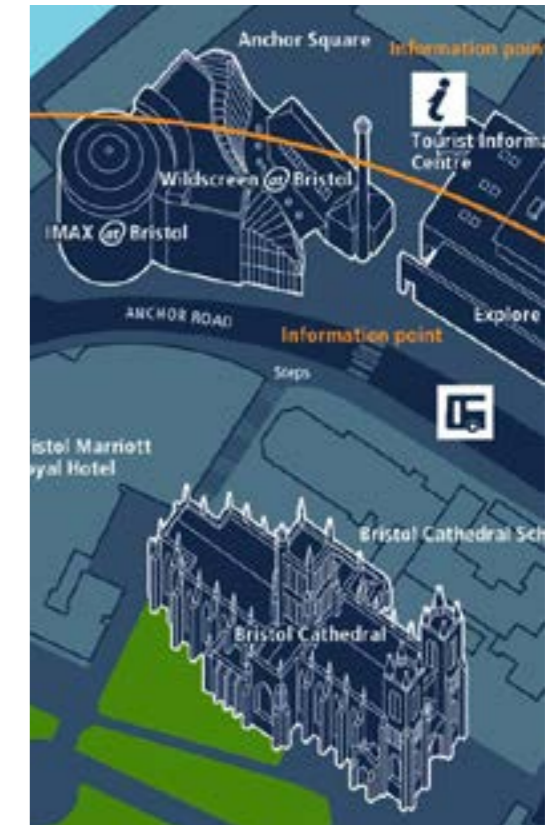 Anchor Square
Information poin
i
Tourist Informa
Centre
Wildscreen @ Bristol
IMAX @ Bristol
Explore
ANCHOR ROAD
Information point
Steps
istol Marriott
oyal Hotel
Bristol Cathedral Sch
Bristol Cathedral